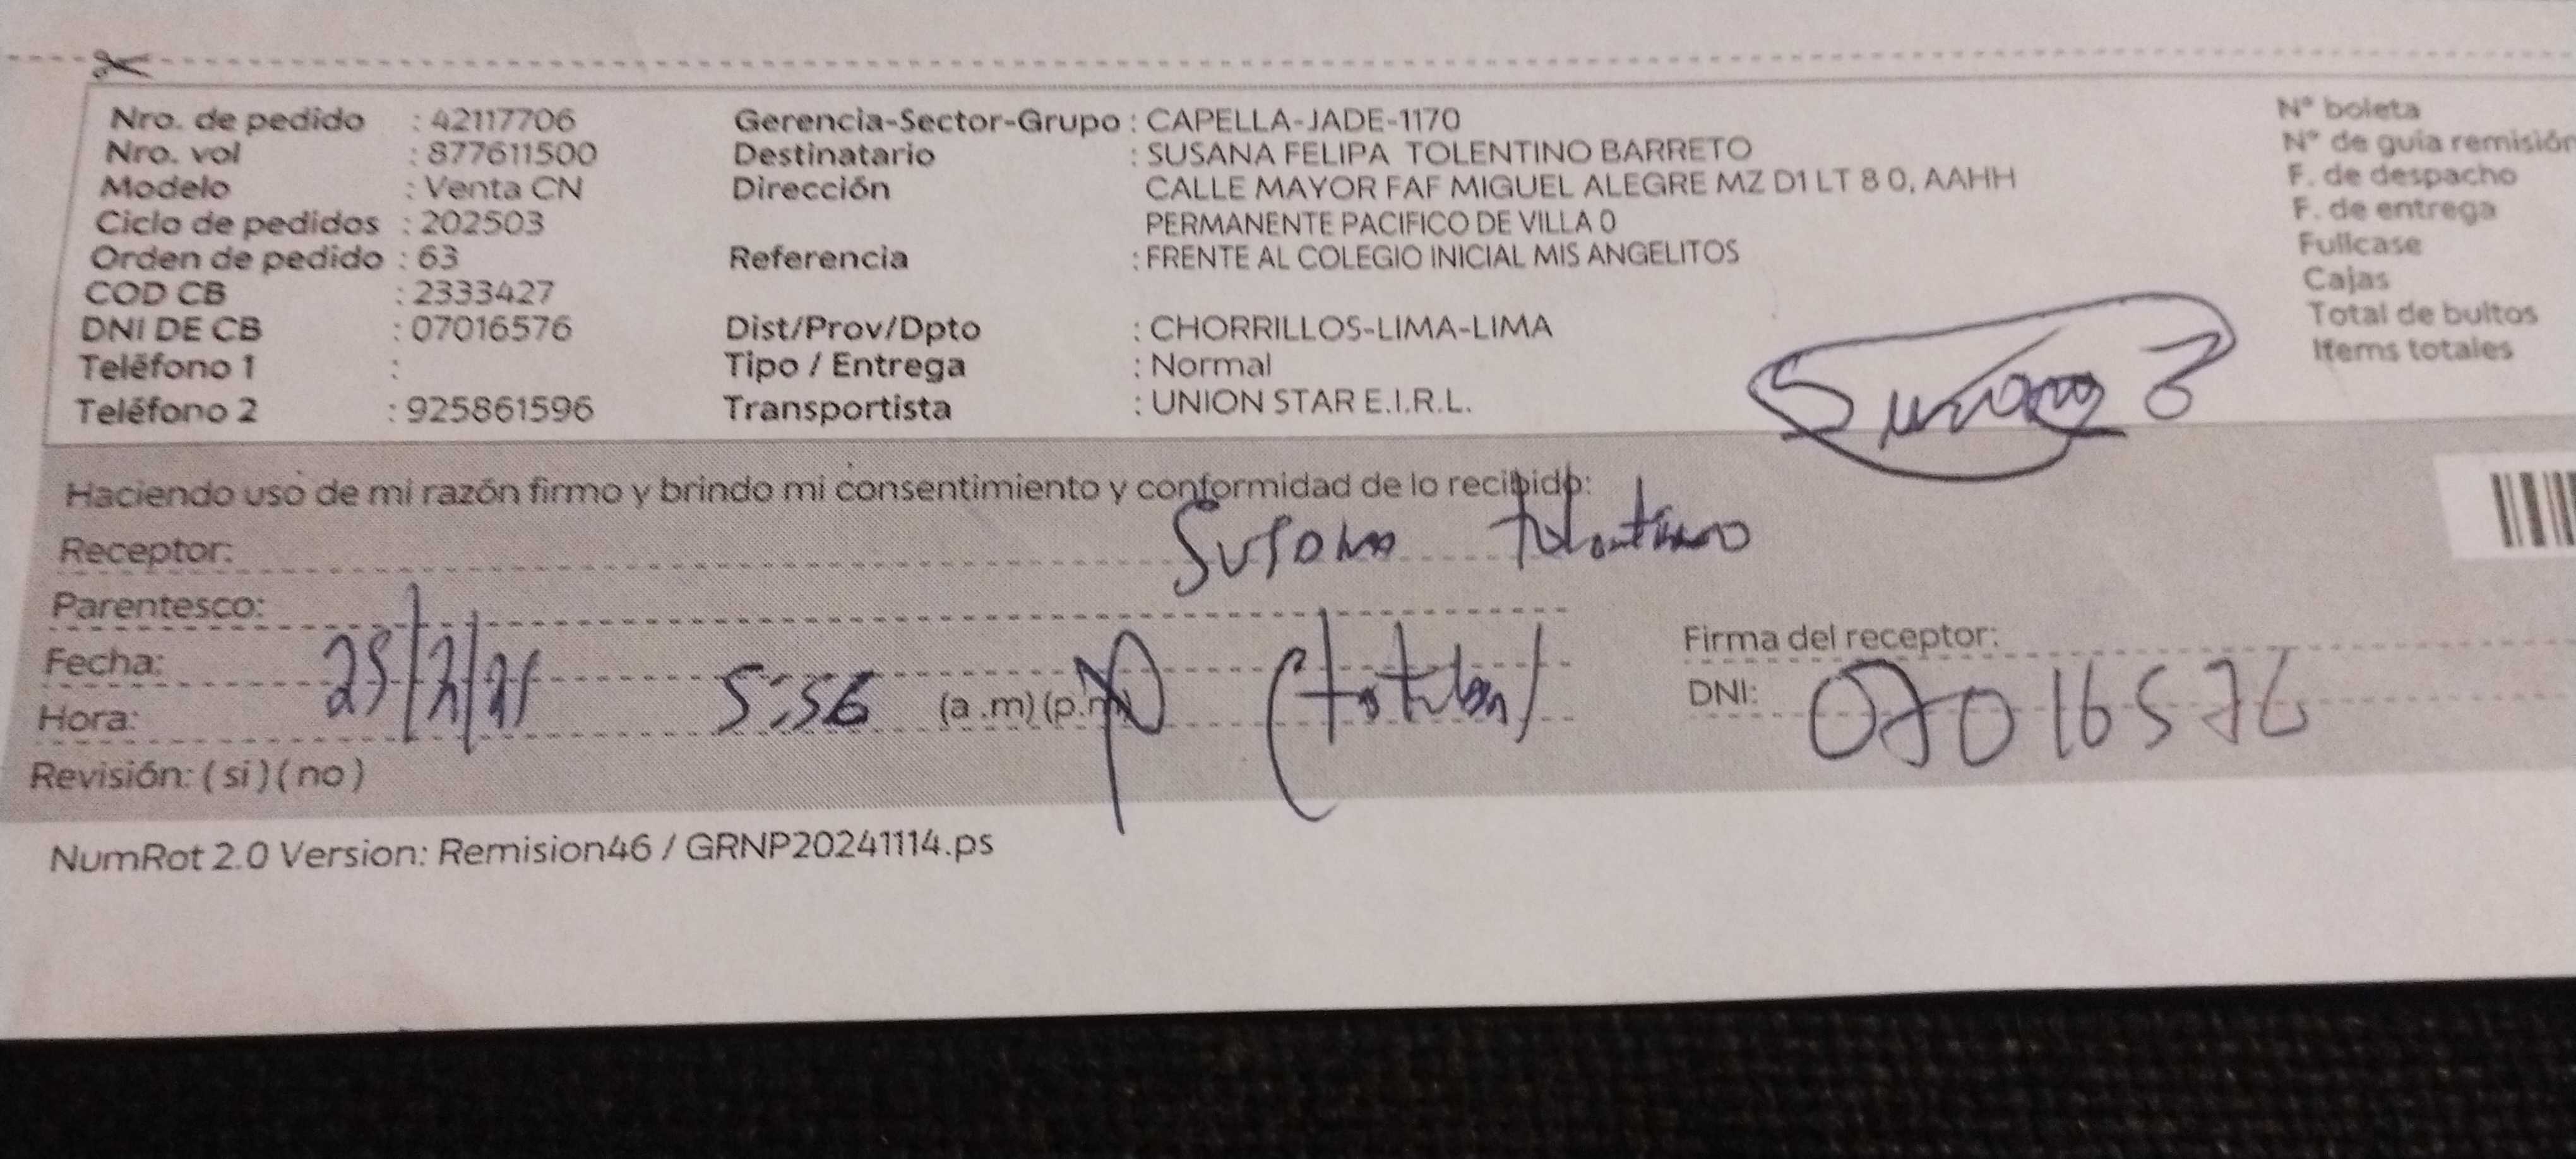 Nro. de pedido : 42117706 Gerencia-Sector-Grupo : CAPELLA-JADE-1170 N° boleta
Nro. vol : 877611500 Destinatario : SUSANA FELIPA TOLENTINO BARRETO N° de guía remisión
Modelo : Venta CN Dirección CALLE MAYOR FAF MIGUEL ALEGRE MZ D1 LT 8 0, AAHH F. de despacho
Ciclo de pedidos : 202503 PERMANENTE PACIFICO DE VILLA 0 F. de entrega
Orden de pedido : 63 Referencia : FRENTE AL COLEGIO INICIAL MIS ANGELITOS Fullcase
COD CB : 2333427 Cajas
DNI DE CB : 07016576 Dist/Prov/Dpto : CHORRILLOS-LIMA-LIMA Total de bultos
Teléfono 1 : Tipo / Entrega : Normal Items totales
Teléfono 2 : 925861596 Transportista : UNION STAR E.I.R.L.
Haciendo uso de mi razón firmo y brindo mi consentimiento y conformidad de lo recibido:
Receptor: Susana Tolentino
Parentesco:
Fecha: Firma del receptor:
Hora: 5:56 (a.m) (p.m) DNI: 07016576
Revisión: ( si ) ( no )
NumRot 2.0 Version: Remision46 / GRNP20241114.ps